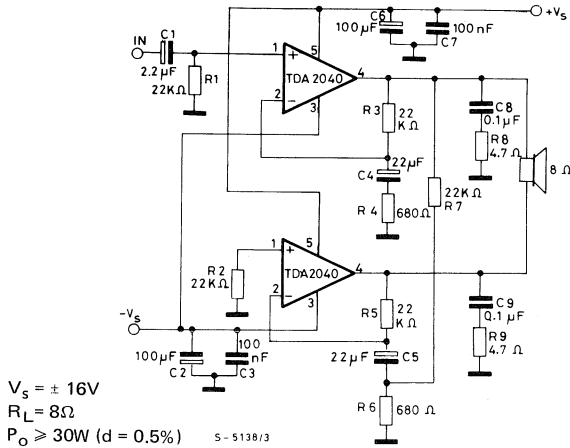 +Vs
C6
100µF
100nF
C7
IN
C1
2.2µF
R1
22KΩ
1
+
5
TDA2040
4
2
−
3
R3
22
KΩ
22µF
C4
R4
680Ω
22KΩ
R7
C8
0.1µF
R8
4.7Ω
8Ω
R2
22KΩ
1
+
5
TDA2040
4
2
−
3
R5
22
KΩ
22µF
C5
R6
680Ω
C9
0.1µF
R9
4.7Ω
−Vs
100µF
C2
100
nF
C3
Vs = ± 16V
RL = 8Ω
Po ⩾ 30W (d = 0.5%)
S-5138/3